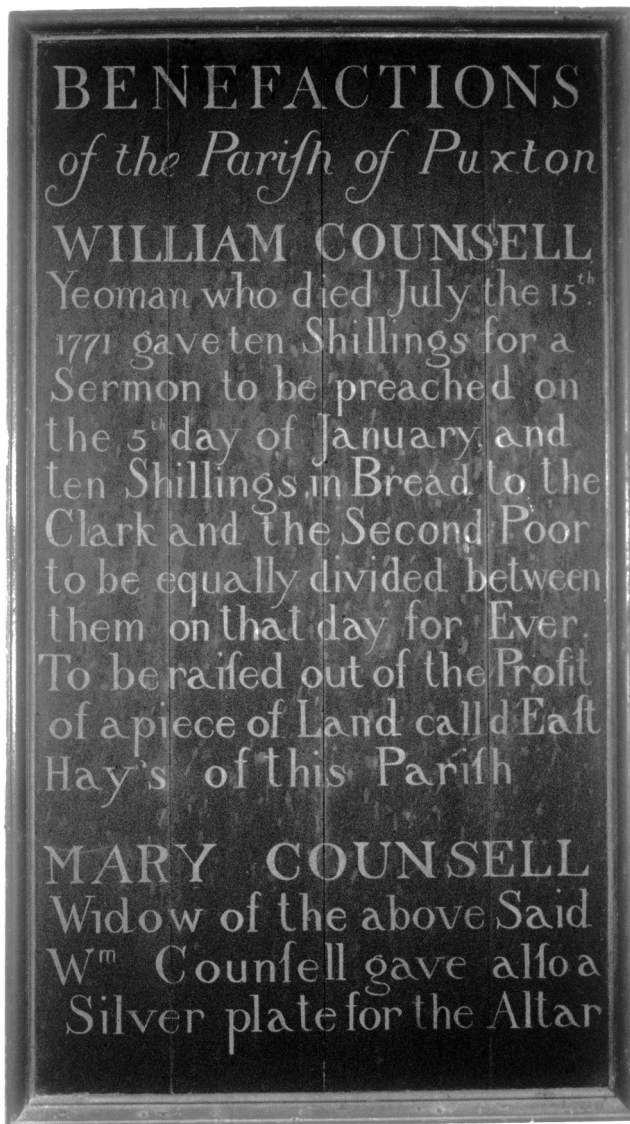 BENEFACTIONS
of the Pariſh of Puxton
WILLIAM COUNSELL
Yeoman who died July the 15th.
1771 gave ten Shillings for a
Sermon to be preached on
the 5th day of January, and
ten Shillings in Bread to the
Clark and the Second Poor
to be equally divided between
them on that day for Ever.
To be raiſed out of the Profit
of a piece of Land call'd Eaſt
Hay's of this Pariſh
MARY COUNSELL
Widow of the above Said
Wm Counſell gave alſo a
Silver plate for the Altar